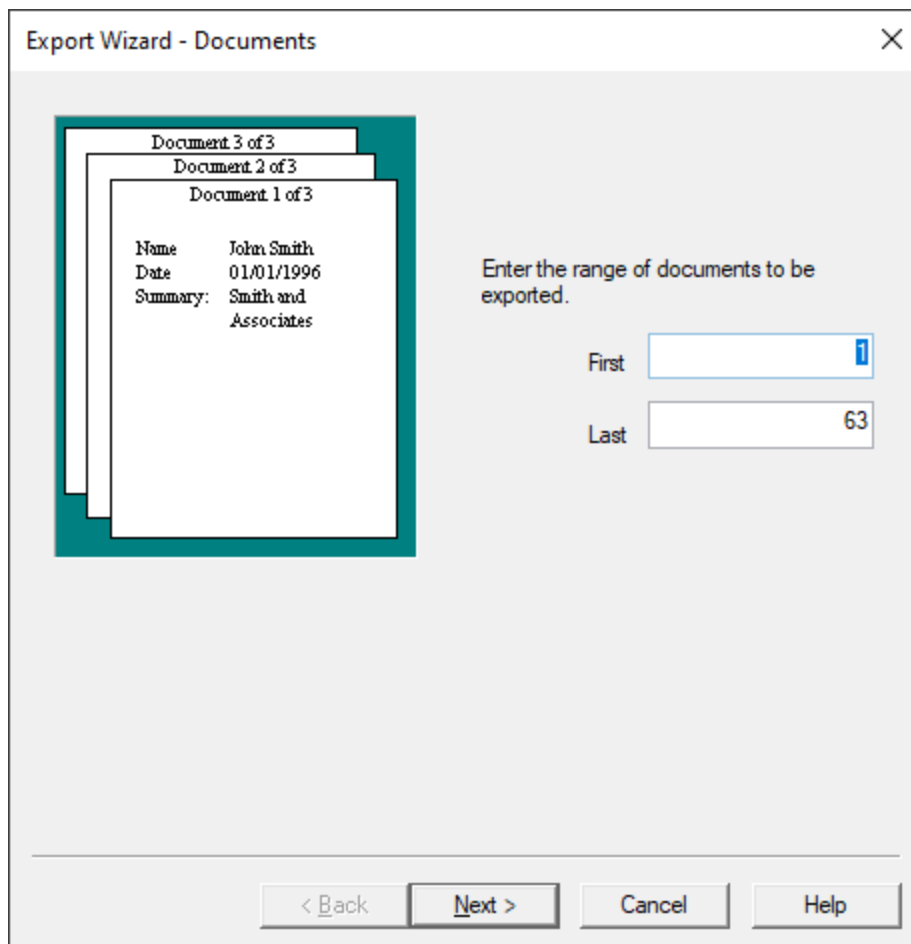 Export Wizard - Documents
Document 3 of 3
Document 2 of 3
Document 1 of 3
Name John Smith
Date 01/01/1996
Summary: Smith and
Associates
Enter the range of documents to be
exported.
First 1
Last 63
< Back Next > Cancel Help